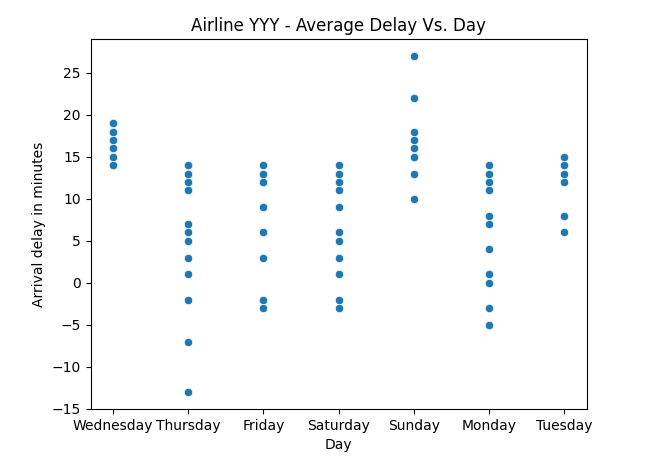 Airline YYY - Average Delay Vs. Day
Arrival delay in minutes
25
20
15
10
5
0
−5
−10
−15
Wednesday Thursday Friday Saturday Sunday Monday Tuesday
Day